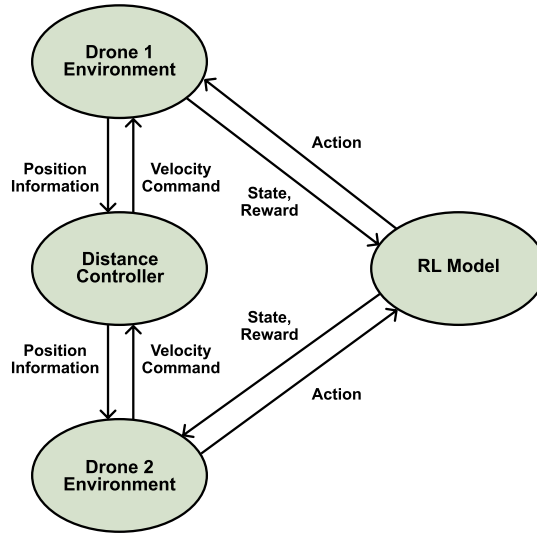 Drone 1
Environment
Action
Position
Information
Velocity
Command
State,
Reward
Distance
Controller
RL Model
State,
Reward
Position
Information
Velocity
Command
Action
Drone 2
Environment